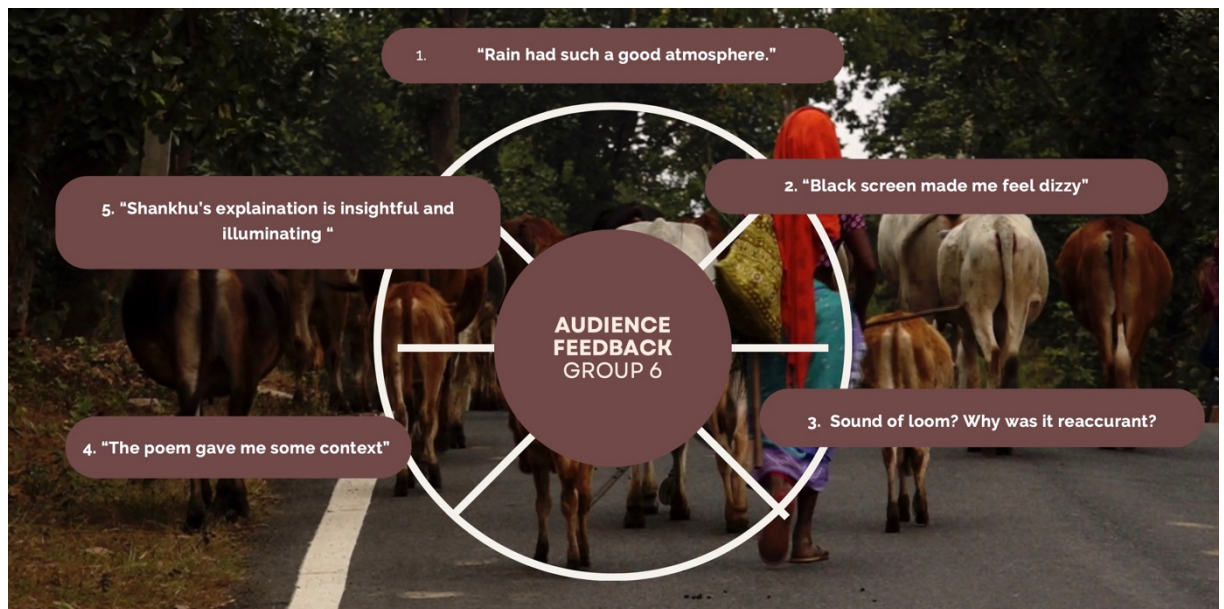 1. “Rain had such a good atmosphere.”
2. “Black screen made me feel dizzy”
5. “Shankhu’s explaination is insightful and
illuminating “
AUDIENCE
FEEDBACK
GROUP 6
3. Sound of loom? Why was it reaccurant?
4. “The poem gave me some context”